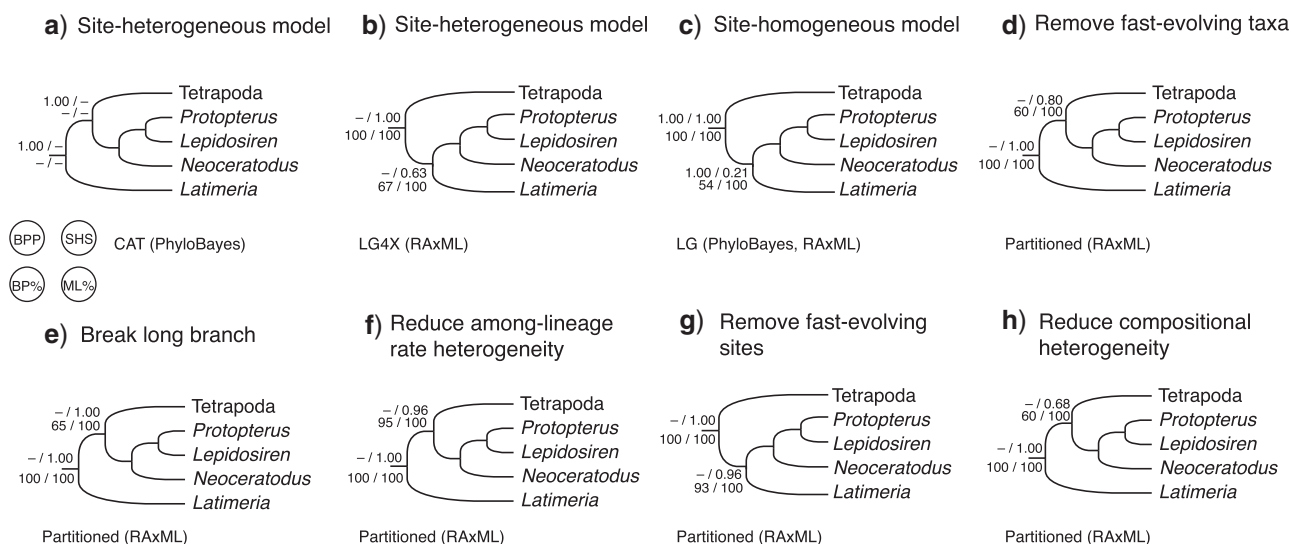 a) Site-heterogeneous model
1.00 / –
– / –
1.00 / –
– / –
Tetrapoda
Protopterus
Lepidosiren
Neoceratodus
Latimeria
BPP
SHS
BP%
ML%
CAT (PhyloBayes)
b) Site-heterogeneous model
– / 1.00
100 / 100
– / 0.63
67 / 100
Tetrapoda
Protopterus
Lepidosiren
Neoceratodus
Latimeria
LG4X (RAxML)
c) Site-homogeneous model
1.00 / 1.00
100 / 100
1.00 / 0.21
54 / 100
Tetrapoda
Protopterus
Lepidosiren
Neoceratodus
Latimeria
LG (PhyloBayes, RAxML)
d) Remove fast-evolving taxa
– / 0.80
60 / 100
– / 1.00
100 / 100
Tetrapoda
Protopterus
Lepidosiren
Neoceratodus
Latimeria
Partitioned (RAxML)
e) Break long branch
– / 1.00
65 / 100
– / 1.00
100 / 100
Tetrapoda
Protopterus
Lepidosiren
Neoceratodus
Latimeria
Partitioned (RAxML)
f) Reduce among-lineage
rate heterogeneity
– / 0.96
95 / 100
– / 1.00
100 / 100
Tetrapoda
Protopterus
Lepidosiren
Neoceratodus
Latimeria
Partitioned (RAxML)
g) Remove fast-evolving
sites
– / 1.00
100 / 100
– / 0.96
93 / 100
Tetrapoda
Protopterus
Lepidosiren
Neoceratodus
Latimeria
Partitioned (RAxML)
h) Reduce compositional
heterogeneity
– / 0.68
60 / 100
– / 1.00
100 / 100
Tetrapoda
Protopterus
Lepidosiren
Neoceratodus
Latimeria
Partitioned (RAxML)